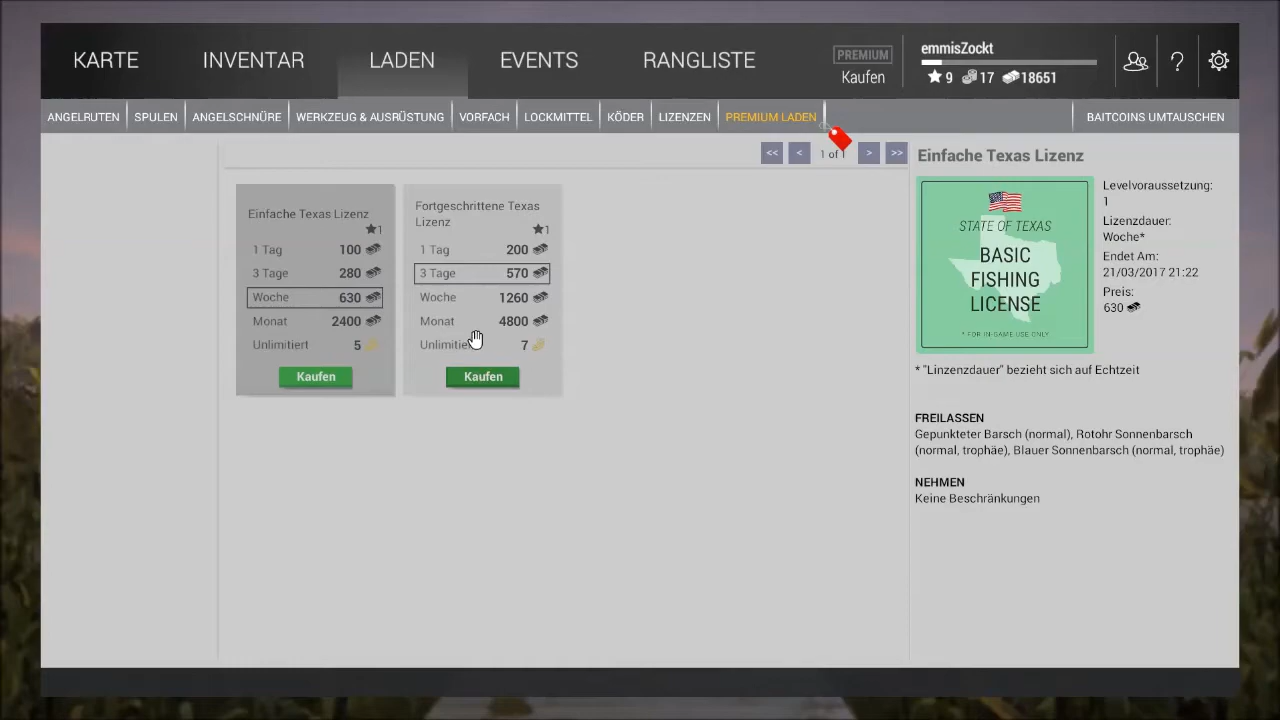 KARTE INVENTAR LADEN EVENTS RANGLISTE PREMIUM Kaufen emmisZockt 9 17 18651 ?
ANGELRUTEN SPULEN ANGELSCHNÜRE WERKZEUG & AUSRÜSTUNG VORFACH LOCKMITTEL KÖDER LIZENZEN PREMIUM LADEN BAITCOINS UMTAUSCHEN
<< < 1 of 1 > >>
Einfache Texas Lizenz
1
1 Tag 100
3 Tage 280
Woche 630
Monat 2400
Unlimitiert 5
Kaufen
Fortgeschrittene Texas
Lizenz
1
1 Tag 200
3 Tage 570
Woche 1260
Monat 4800
7
Kaufen
Einfache Texas Lizenz
STATE OF TEXAS
BASIC
FISHING
LICENSE
* FOR IN-GAME USE ONLY
Levelvoraussetzung:
1
Lizenzdauer:
Woche*
Endet Am:
21/03/2017 21:22
Preis:
630
* "Linzenzdauer" bezieht sich auf Echtzeit
FREILASSEN
Gepunkteter Barsch (normal), Rotohr Sonnenbarsch
(normal, trophäe), Blauer Sonnenbarsch (normal, trophäe)
NEHMEN
Keine Beschränkungen